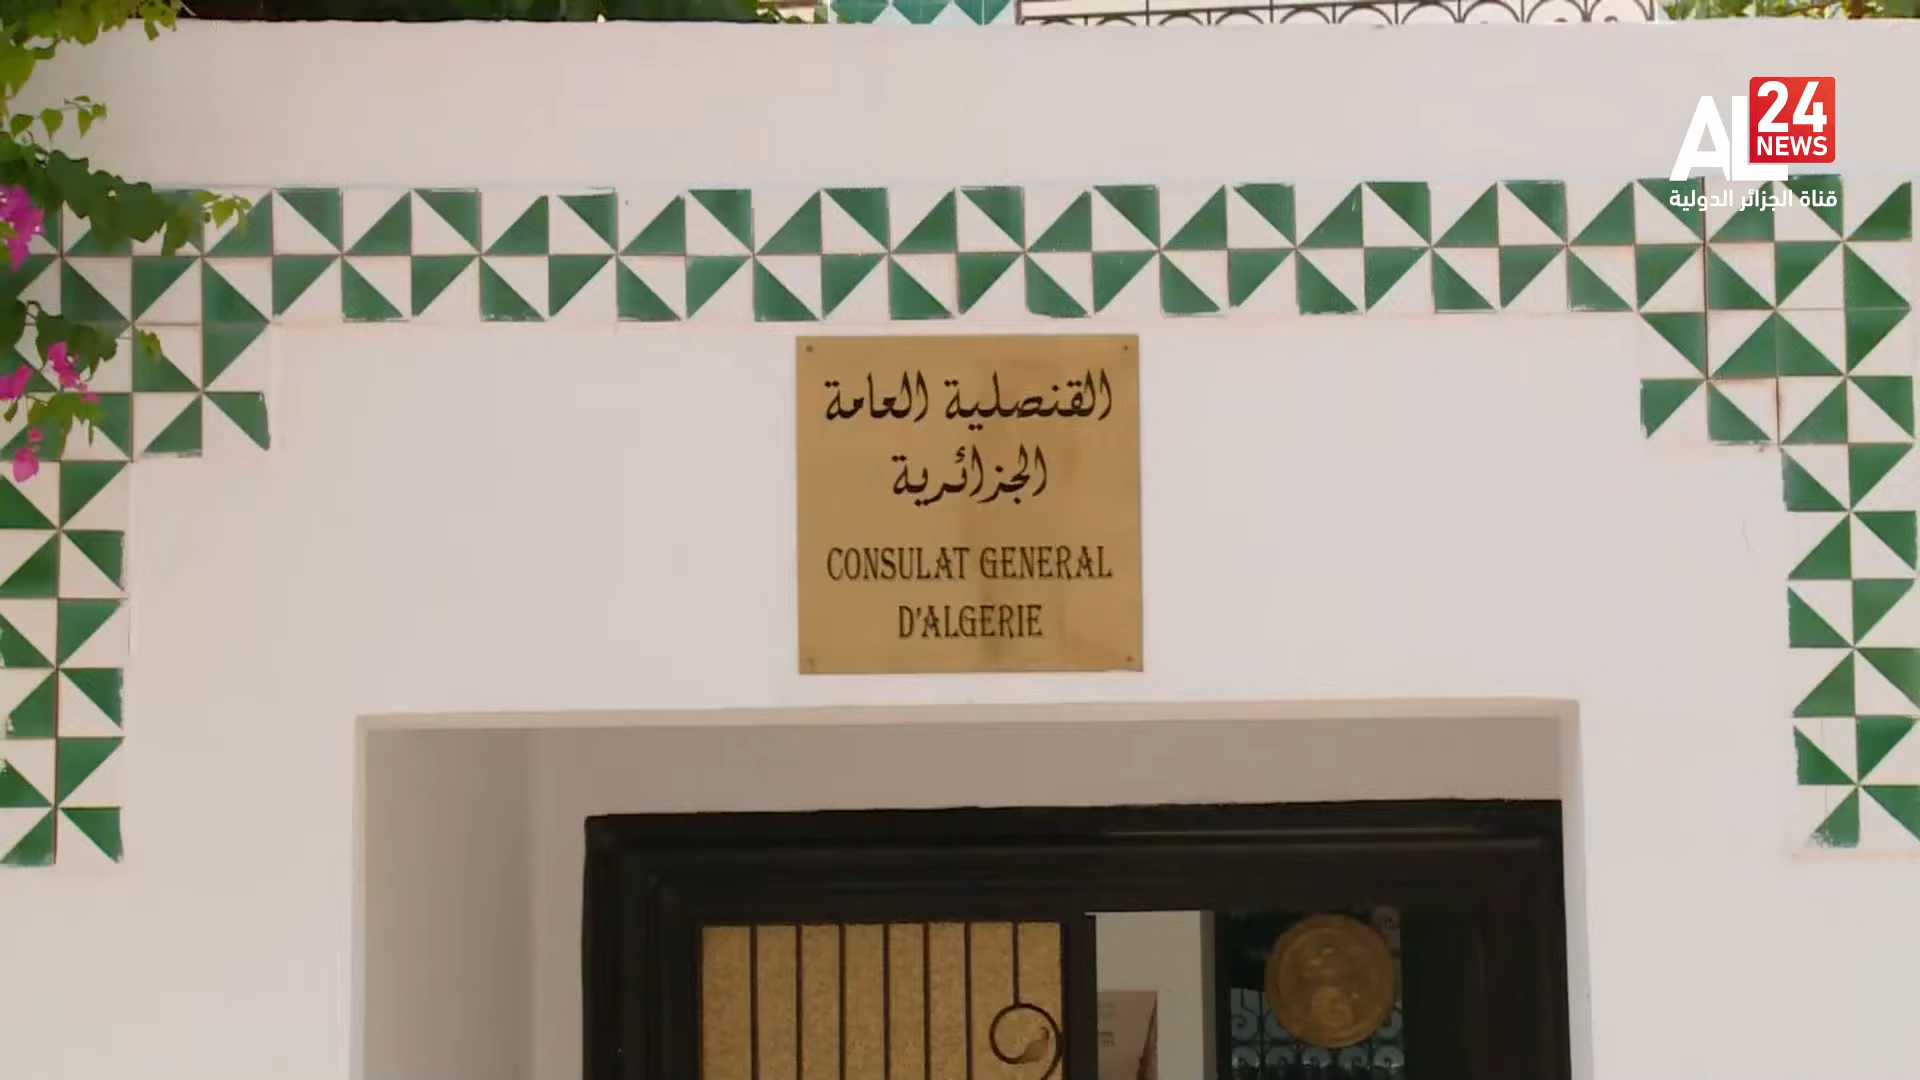 AL
24
NEWS
قناة الجزائر الدولية
القنصلية العامة
الجزائرية
CONSULAT GENERAL
D'ALGERIE